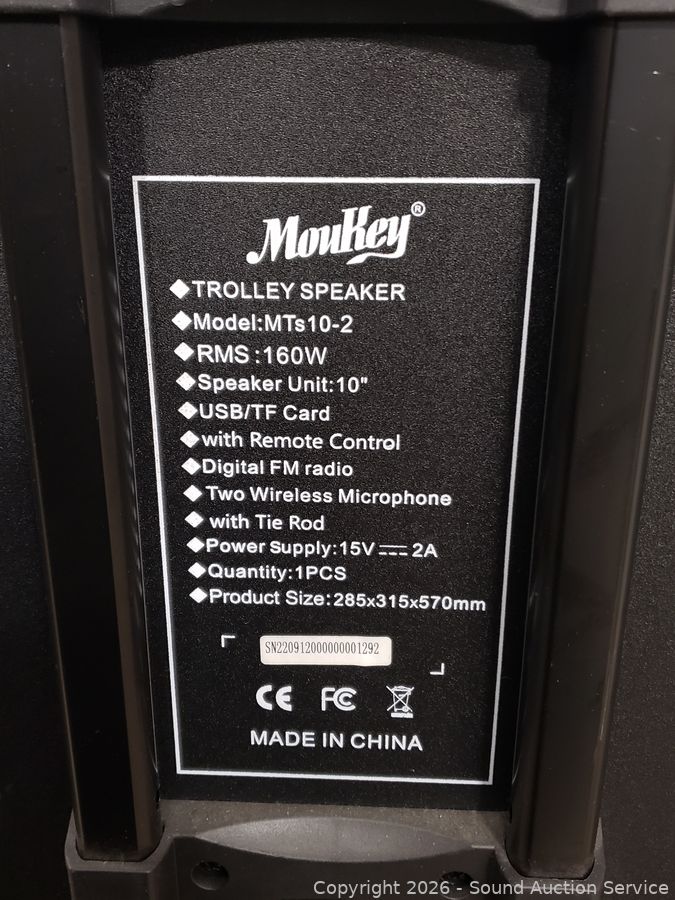 MouKey®
◆TROLLEY SPEAKER
◆Model:MTs10-2
◆RMS:160W
◆Speaker Unit:10"
◆USB/TF Card
◆with Remote Control
◆Digital FM radio
◆Two Wireless Microphone
◆with Tie Rod
◆Power Supply:15V⎓2A
◆Quantity:1PCS
◆Product Size:285x315x570mm
SN220912000000001292
CE FC
MADE IN CHINA
Copyright 2026 - Sound Auction Service